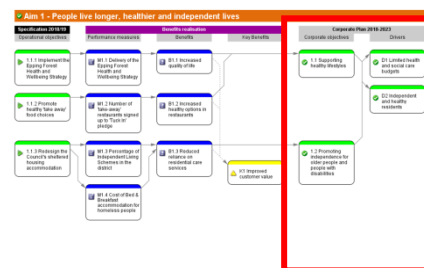 Aim 1 - People live longer, healthier and independent lives
Specification 2018/19
Benefits realisation
Corporate Plan 2018-2023
Operational objectives
Performance measures
Benefits
Key Benefits
Corporate objectives
Drivers
1.1.1 Implement the
Epping Forest
Health and
Wellbeing Strategy
M1.1 Delivery of the
Epping Forest
Health and
Wellbeing Strategy
B1.1 Increased
quality of life
1.1 Supporting
healthy lifestyles
D1 Limited health
and social care
budgets
1.1.2 Promote
healthy 'take away'
food choices
M1.2 Number of
'take-away'
restaurants signed
up to 'Tuck in'
pledge
B1.2 Increased
healthy options in
restaurants
D2 Independent
and healthy
residents
1.1.3 Redesign the
Council's sheltered
housing
accommodation
M1.3 Percentage of
Independent Living
Schemes in the
district
B1.3 Reduced
reliance on
residential care
services
K1 Improved
customer value
1.2 Promoting
independence for
older people and
people with
disabilities
M1.4 Cost of Bed &
Breakfast
accommodation for
homeless people